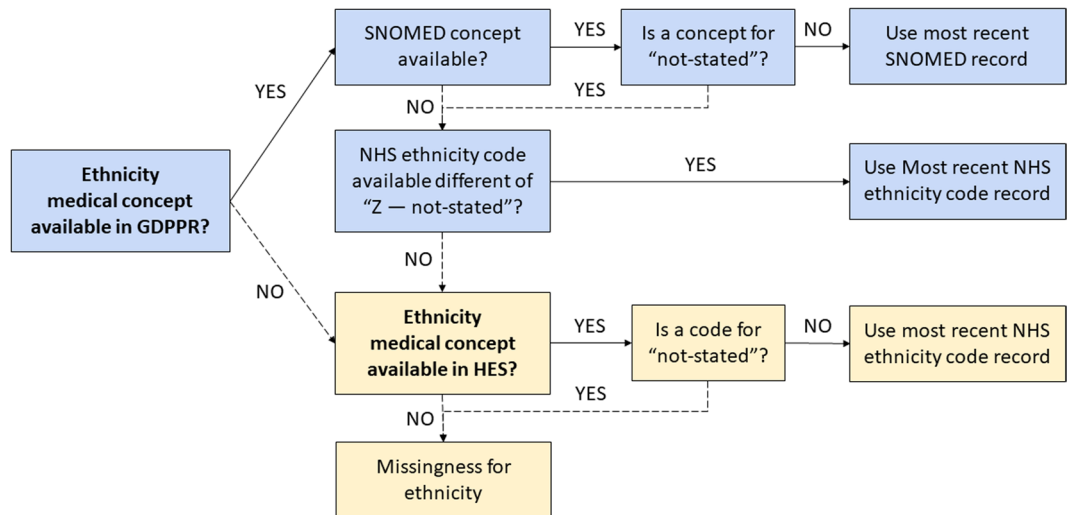 SNOMED concept
available?
YES
Is a concept for
“not-stated”?
NO
Use most recent
SNOMED record
YES
YES
NO
Ethnicity
medical concept
available in GDPPR?
NHS ethnicity code
available different of
“Z — not-stated”?
YES
Use Most recent NHS
ethnicity code record
NO
NO
Ethnicity
medical concept
available in HES?
YES
Is a code for
“not-stated”?
NO
Use most recent NHS
ethnicity code record
YES
NO
Missingness for
ethnicity